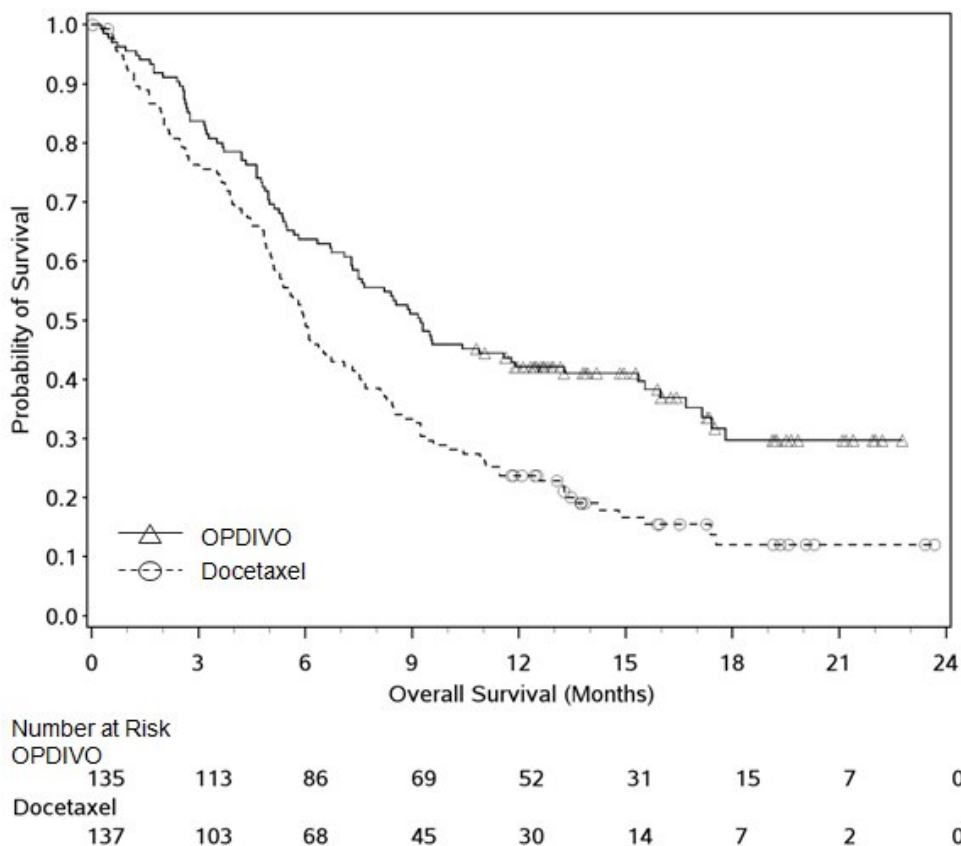 1.0
0.9
0.8
0.7
0.6
0.5
0.4
0.3
0.2
0.1
0.0
Probability of Survival
OPDIVO
Docetaxel
0 3 6 9 12 15 18 21 24
Overall Survival (Months)
Number at Risk
OPDIVO
135 113 86 69 52 31 15 7 0
Docetaxel
137 103 68 45 30 14 7 2 0